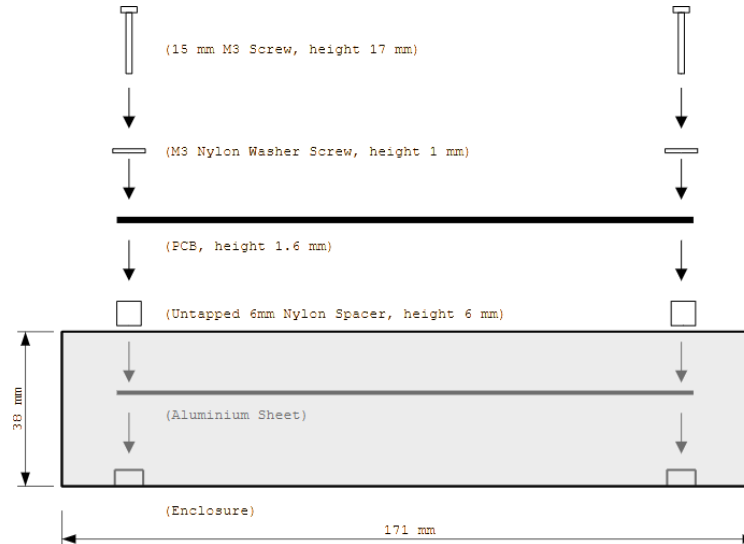 (15 mm M3 Screw, height 17 mm)
(M3 Nylon Washer Screw, height 1 mm)
(PCB, height 1.6 mm)
(Untapped 6mm Nylon Spacer, height 6 mm)
38 mm
(Aluminium Sheet)
(Enclosure)
171 mm